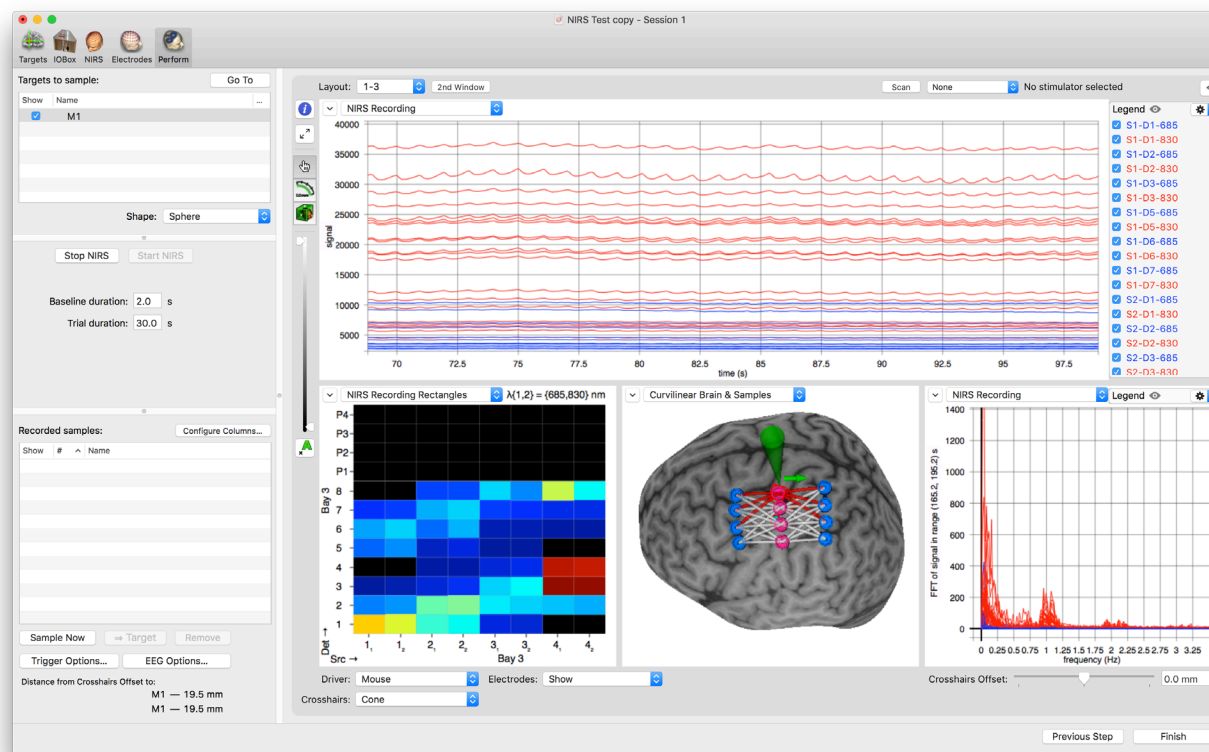 NIRS Test copy - Session 1
Targets IOBox NIRS Electrodes Perform
Targets to sample: Go To
Show Name ...
M1
Shape: Sphere
Stop NIRS Start NIRS
Baseline duration: 2.0 s
Trial duration: 30.0 s
Recorded samples: Configure Columns...
Show # Name
Sample Now ⇒ Target Remove
Trigger Options... EEG Options...
Distance from Crosshairs Offset to:
M1 — 19.5 mm
M1 — 19.5 mm
Layout: 1-3 2nd Window Scan None No stimulator selected
NIRS Recording
signal
40000
35000
30000
25000
20000
15000
10000
5000
70 72.5 75 77.5 80 82.5 85 87.5 90 92.5 95 97.5
time (s)
Legend
S1-D1-685
S1-D1-830
S1-D2-685
S1-D2-830
S1-D3-685
S1-D3-830
S1-D5-685
S1-D5-830
S1-D6-685
S1-D6-830
S1-D7-685
S1-D7-830
S2-D1-685
S2-D1-830
S2-D2-685
S2-D2-830
S2-D3-685
S2-D3-830
NIRS Recording Rectangles λ{1,2} = {685,830} nm
P4
P3
P2
P1
8
7
6
5
4
3
2
1
Bay 3
Det →
1₁ 1₂ 2₁ 2₂ 3₁ 3₂ 4₁ 4₂
Src → Bay 3
Curvilinear Brain & Samples
NIRS Recording Legend
FFT of signal in range (165.2, 195.2) s
1400
1200
1000
800
600
400
200
0
0 0.25 0.5 0.75 1 1.25 1.5 1.75 2 2.25 2.5 2.75 3 3.25
frequency (Hz)
Driver: Mouse Electrodes: Show
Crosshairs: Cone
Crosshairs Offset: 0.0 mm
Previous Step Finish